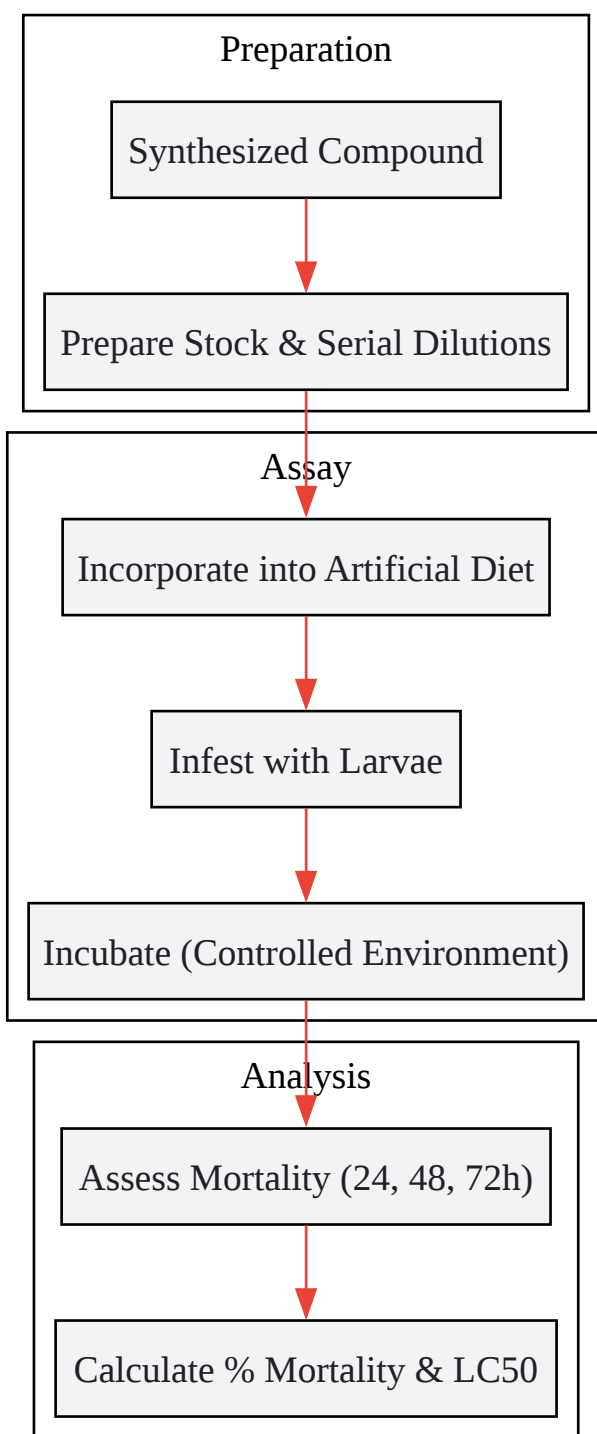 Preparation
Synthesized Compound
Prepare Stock & Serial Dilutions
Assay
Incorporate into Artificial Diet
Infest with Larvae
Incubate (Controlled Environment)
Analysis
Assess Mortality (24, 48, 72h)
Calculate % Mortality & LC50